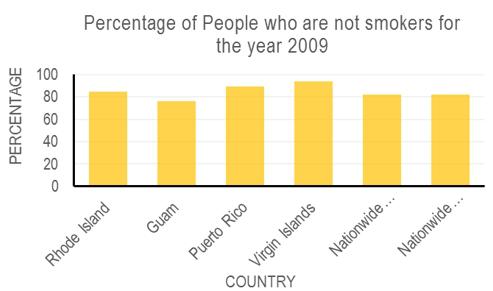 Percentage of People who are not smokers for
the year 2009
PERCENTAGE
100
80
60
40
20
0
Rhode Island
Guam
Puerto Rico
Virgin Islands
Nationwide...
Nationwide...
COUNTRY